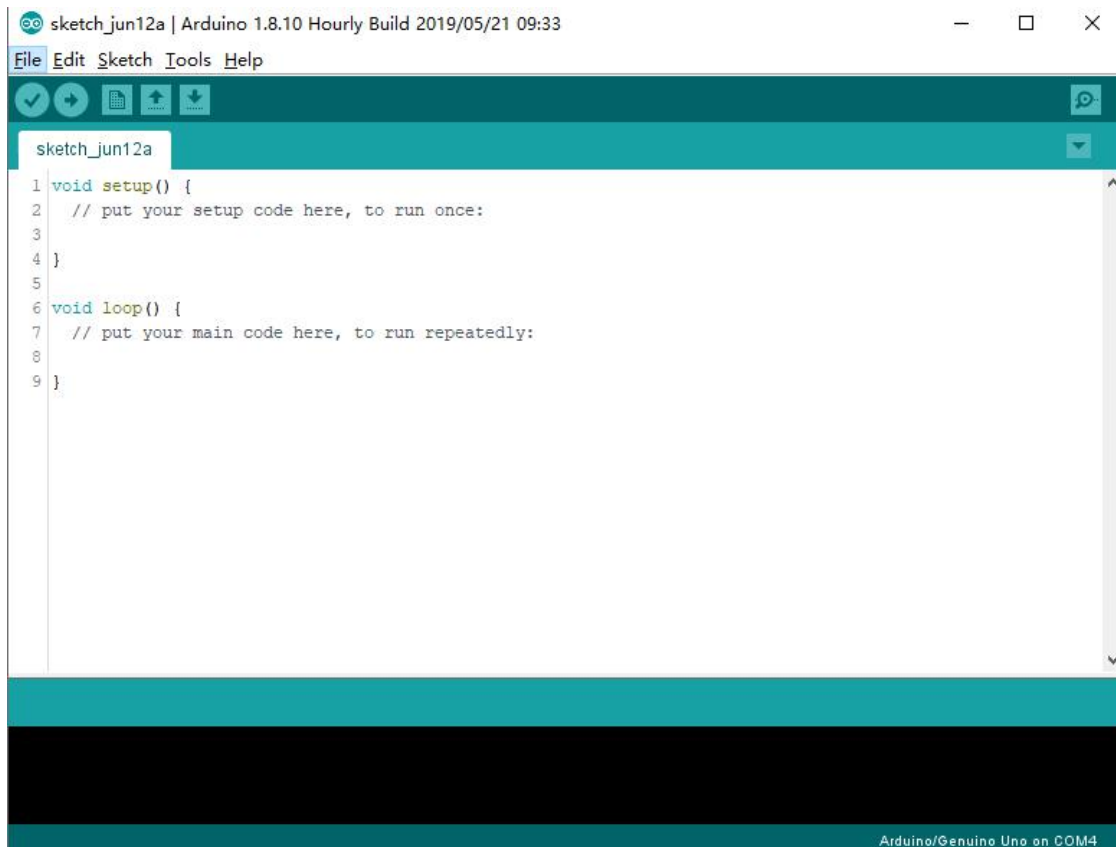 sketch_jun12a | Arduino 1.8.10 Hourly Build 2019/05/21 09:33
File Edit Sketch Tools Help
sketch_jun12a
1 void setup() {
2 // put your setup code here, to run once:
3
4 }
5
6 void loop() {
7 // put your main code here, to run repeatedly:
8
9 }
Arduino/Genuino Uno on COM4